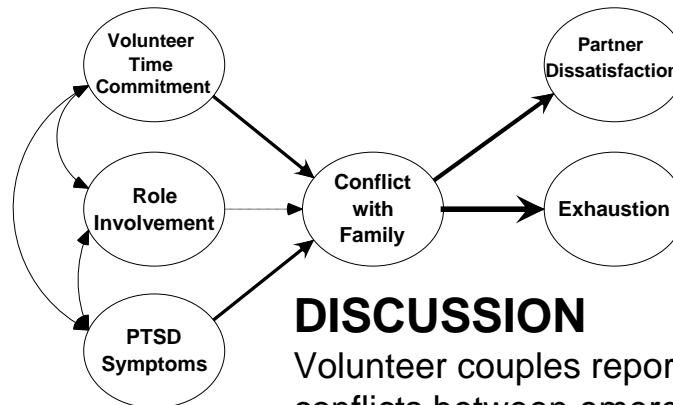 Volunteer
Time
Commitment
Partner
Dissatisfaction
Role
Involvement
Conflict
with
Family
Exhaustion
PTSD
Symptoms
DISCUSSION
Volunteer couples repor